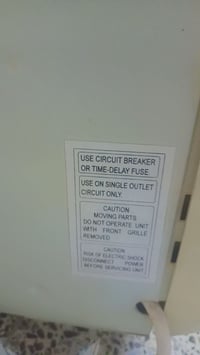 USE CIRCUIT BREAKER
OR TIME-DELAY FUSE.
USE ON SINGLE OUTLET
CIRCUIT ONLY.
CAUTION
MOVING PARTS
DO NOT OPERATE UNIT
WITH FRONT GRILLE
REMOVED
CAUTION
RISK OF ELECTRIC SHOCK
DISCONNECT POWER
BEFORE SERVICING UNIT